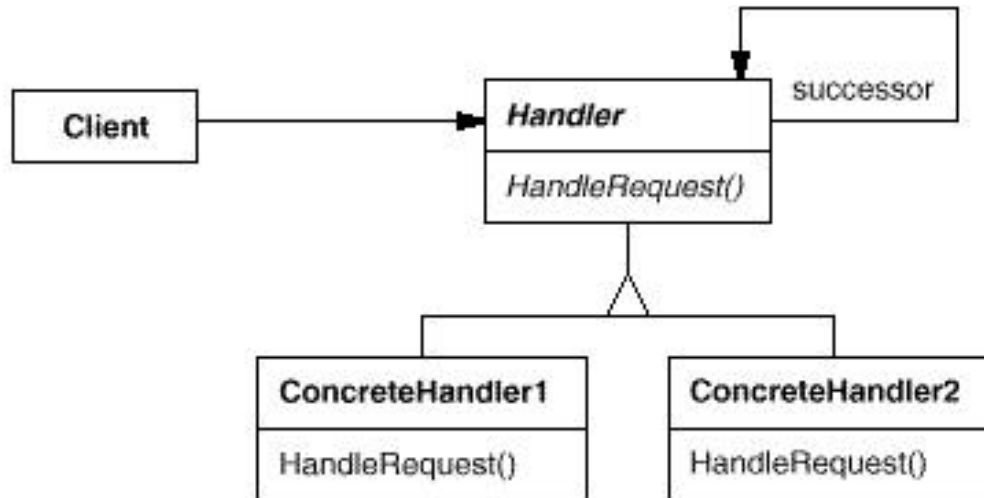 successor
Client
Handler
HandleRequest()
ConcreteHandler1
ConcreteHandler2
HandleRequest()
HandleRequest()